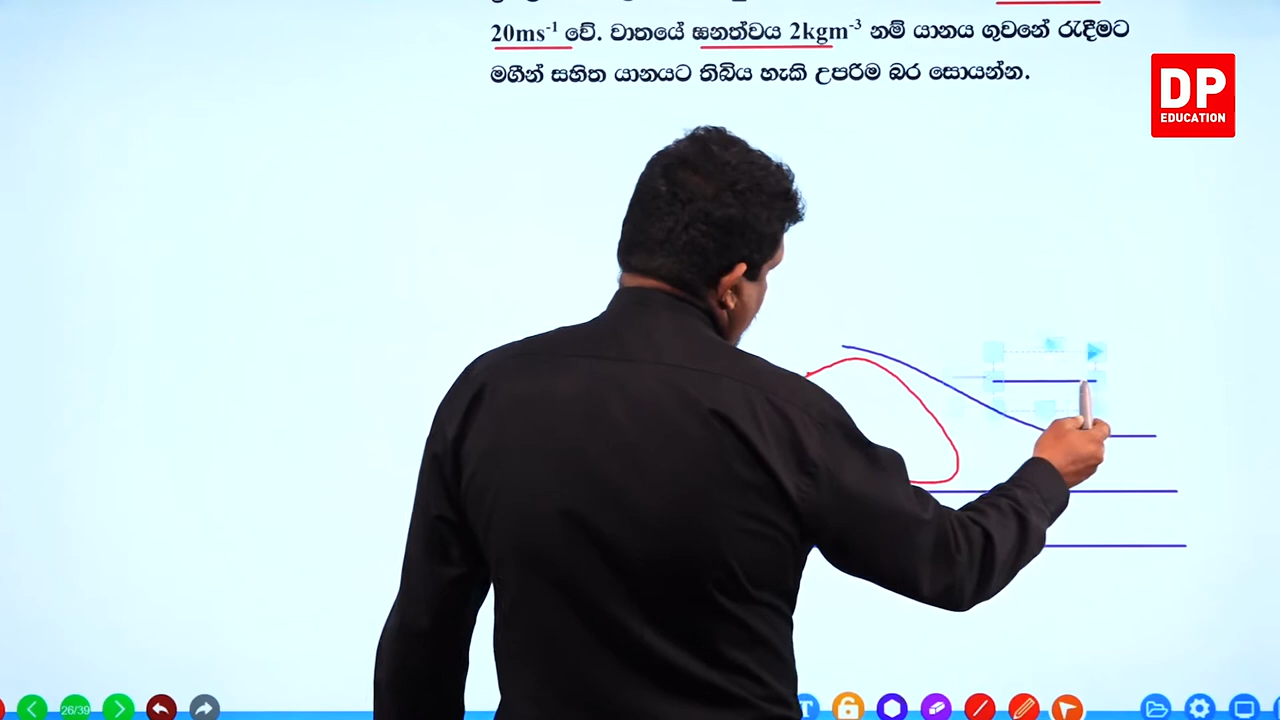 20ms⁻¹ වේ. වාතයේ ඝනත්වය 2kgm⁻³ නම් යානය ගුවනේ රැදීමට
මගීන් සහිත යානයට තිබිය හැකි උපරිම බර සොයන්න.
DP
EDUCATION
26/39
T